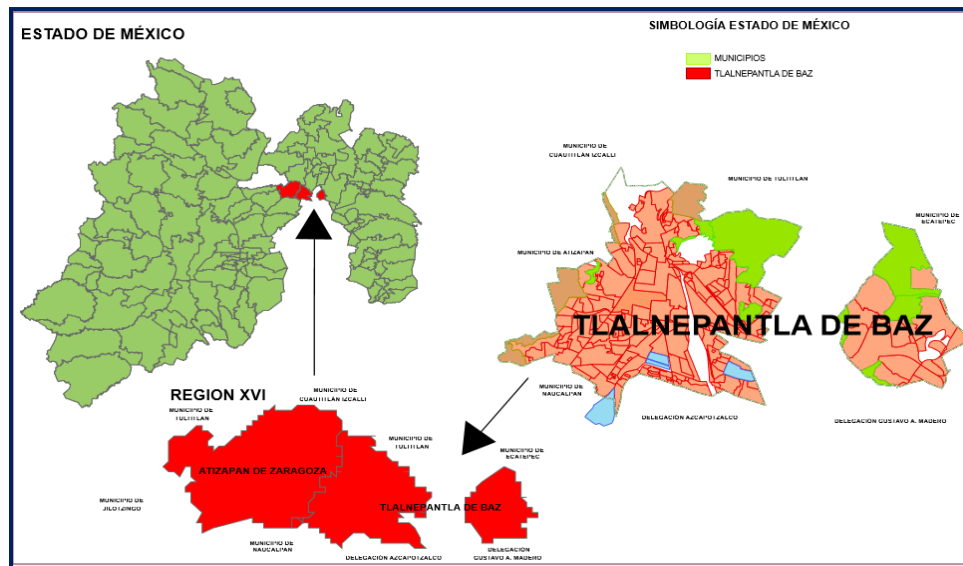 ESTADO DE MÉXICO
SIMBOLOGÍA ESTADO DE MÉXICO
MUNICIPIOS
TLALNEPANTLA DE BAZ
MUNICIPIO DE
CUAUTITLÁN IZCALLI
MUNICIPIO DE TULTITLAN
MUNICIPIO DE
ECATEPEC
MUNICIPIO DE ATIZAPAN
TLALNEPANTLA DE BAZ
MUNICIPIO DE
NAUCALPAN
DELEGACIÓN AZCAPOTZALCO
DELEGACIÓN GUSTAVO A. MADERO
REGION XVI
MUNICIPIO DE
CUAUTITLÁN IZCALLI
MUNICIPIO DE
TULTITLAN
MUNICIPIO DE
TULTITLAN
MUNICIPIO DE
ECATEPEC
ATIZAPAN DE ZARAGOZA
MUNICIPIO DE
JILOTZINGO
TLALNEPANTLA DE BAZ
MUNICIPIO DE
NAUCALPAN
DELEGACIÓN AZCAPOTZALCO
DELEGACIÓN
GUSTAVO A. MADERO